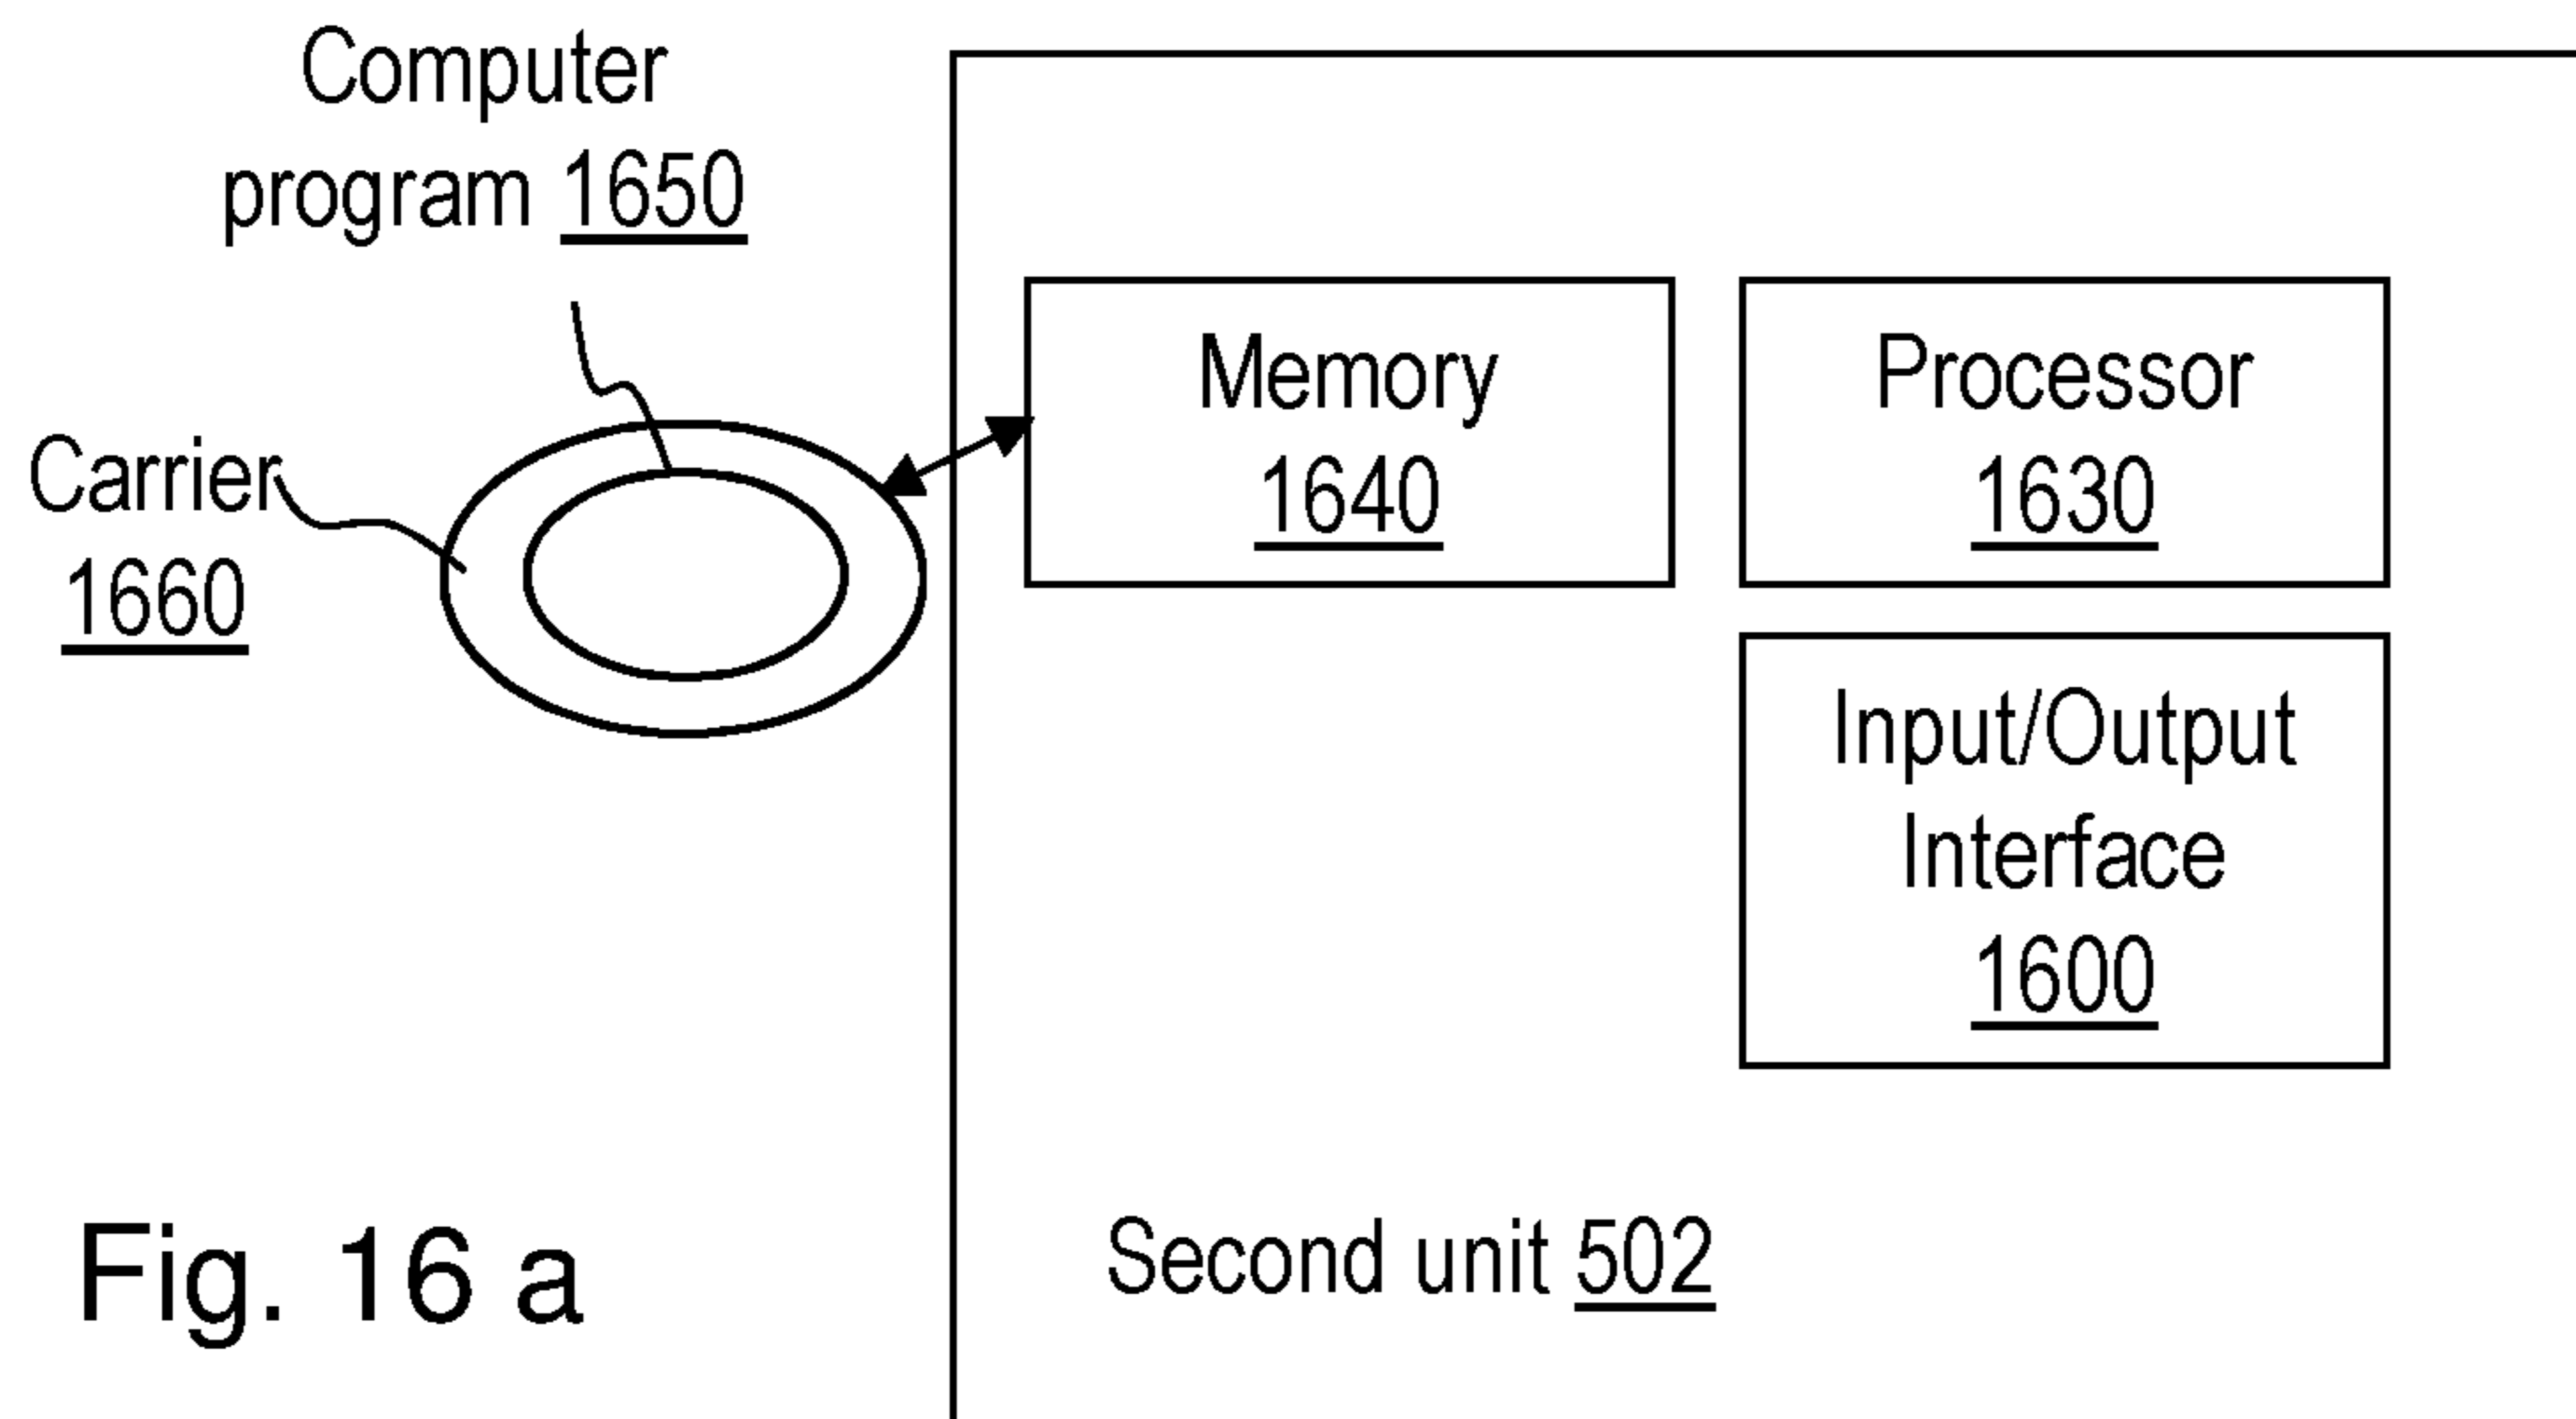 Computer
program 1650
Carrier
1660
Memory
1640
Processor
1630
Input/Output
Interface
1600
Second unit 502
Fig. 16 a